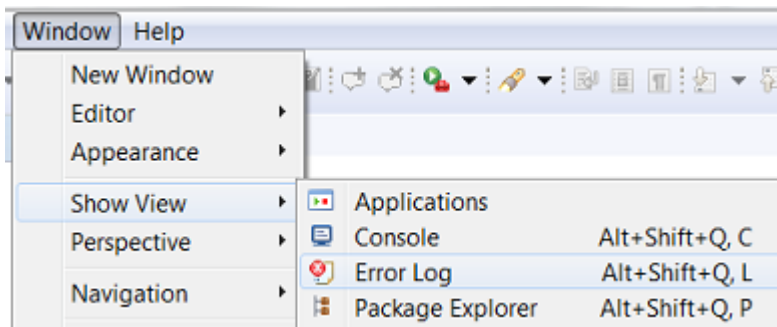 Window Help
New Window
Editor
Appearance
Show View
Perspective
Navigation
Applications
Console Alt+Shift+Q, C
Error Log Alt+Shift+Q, L
Package Explorer Alt+Shift+Q, P